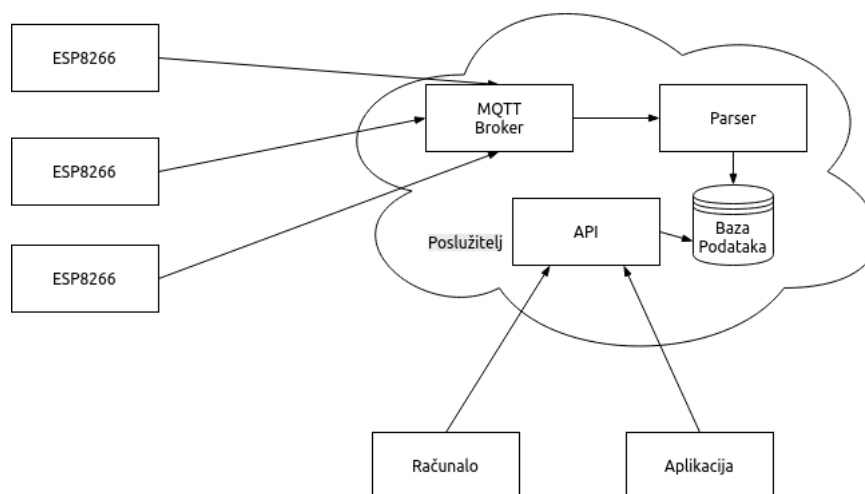 ESP8266
MQTT
Broker
Parser
ESP8266
Poslužitelj
API
Baza
Podataka
ESP8266
Računalo
Aplikacija